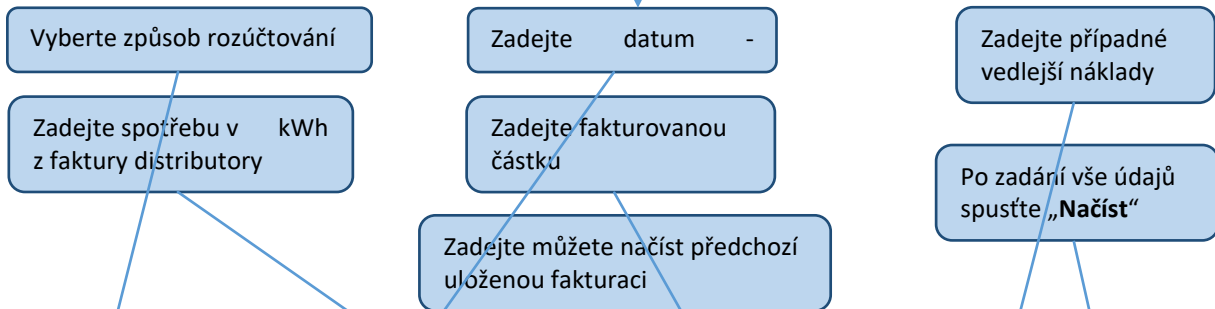 Vyberte způsob rozúčtování
Zadejte spotřebu v kWh
z faktury distributory
Zadejte datum -
Zadejte fakturovanou
částku
Zadejte můžete načíst předchozí
uloženou fakturaci
Zadejte případné
vedlejší náklady
Po zadání vše údajů
spusťte „Načíst“